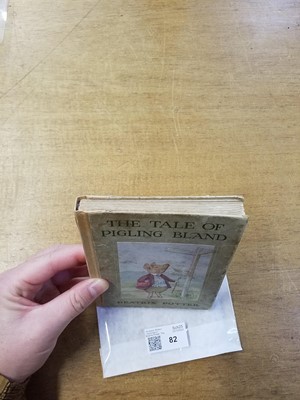 THE TALE OF
PIGLING BLAND
BEATRIX POTTER
82